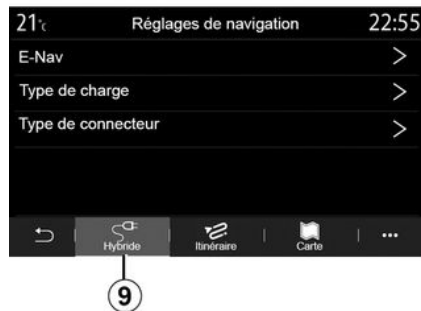 21°c Réglages de navigation 22:55
E-Nav
Type de charge
Type de connecteur
Hybride Itinéraire Carte
9